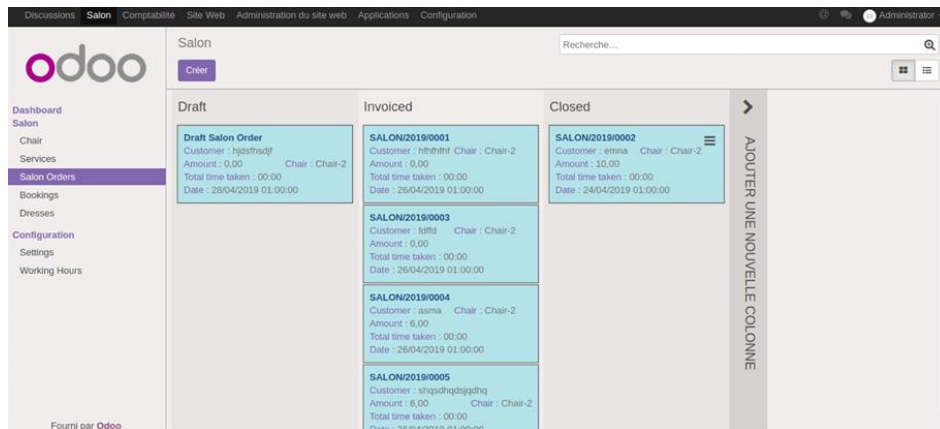 Discussions Salon Comptabilité Site Web Administration du site web Applications Configuration @ Administrator
odoo
Dashboard
Salon
Chair
Services
Salon Orders
Bookings
Dresses
Configuration
Settings
Working Hours
Fourni par Odoo
Salon
Recherche...
Créer
Draft
Draft Salon Order
Customer : hjdsfhsdjf
Amount : 0,00 Chair : Chair-2
Total time taken : 00:00
Date : 28/04/2019 01:00:00
Invoiced
SALON/2019/0001
Customer : hfhfhfhf Chair : Chair-2
Amount : 0,00
Total time taken : 00:00
Date : 26/04/2019 01:00:00
SALON/2019/0003
Customer : fdffd Chair : Chair-2
Amount : 0,00
Total time taken : 00:00
Date : 26/04/2019 01:00:00
SALON/2019/0004
Customer : asma Chair : Chair-2
Amount : 6,00
Total time taken : 00:00
Date : 26/04/2019 01:00:00
SALON/2019/0005
Customer : shqsdhqdsjqdhq
Amount : 6,00 Chair : Chair-2
Total time taken : 00:00
Date : 26/04/2019 01:00:00
Closed
SALON/2019/0002
Customer : emna Chair : Chair-2
Amount : 10,00
Total time taken : 00:00
Date : 24/04/2019 01:00:00
AJOUTER UNE NOUVELLE COLONNE